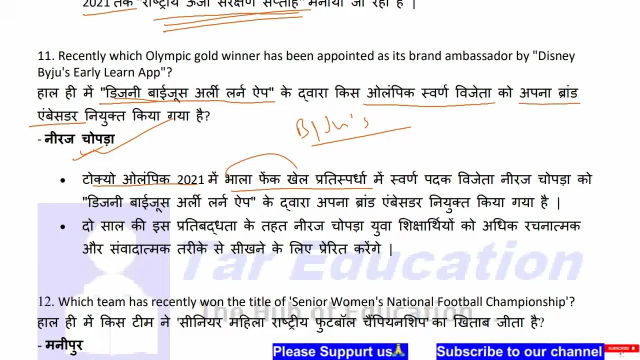 2021 तक "राष्ट्रीय ऊर्जा संरक्षण सप्ताह" मनाया जा रहा है |
11. Recently which Olympic gold winner has been appointed as its brand ambassador by "Disney
Byju's Early Learn App"?
हाल ही में "डिजनी बाईजूस अर्ली लर्न ऐप" के द्वारा किस ओलंपिक स्वर्ण विजेता को अपना ब्रांड
एंबेसडर नियुक्त किया गया है?
Byju's
- नीरज चोपड़ा
• टोक्यो ओलंपिक 2021 में भाला फेंक खेल प्रतिस्पर्धा में स्वर्ण पदक विजेता नीरज चोपड़ा को
"डिजनी बाईजूस अर्ली लर्न ऐप" के द्वारा अपना ब्रांड एंबेसडर नियुक्त किया गया है |
• दो साल की इस प्रतिबद्धता के तहत नीरज चोपड़ा युवा शिक्षार्थियों को अधिक रचनात्मक
और संवादात्मक तरीके से सीखने के लिए प्रेरित करेंगे |
Tar Education
12. Which team has recently won the title of 'Senior Women's National Football Championship'?
The Hub of Education
हाल ही में किस टीम ने 'सीनियर महिला राष्ट्रीय फुटबॉल चैंपियनशिप' का खिताब जीता है?
- मनीपुर
Please Suppurt us🙏 Subscribe to our channel